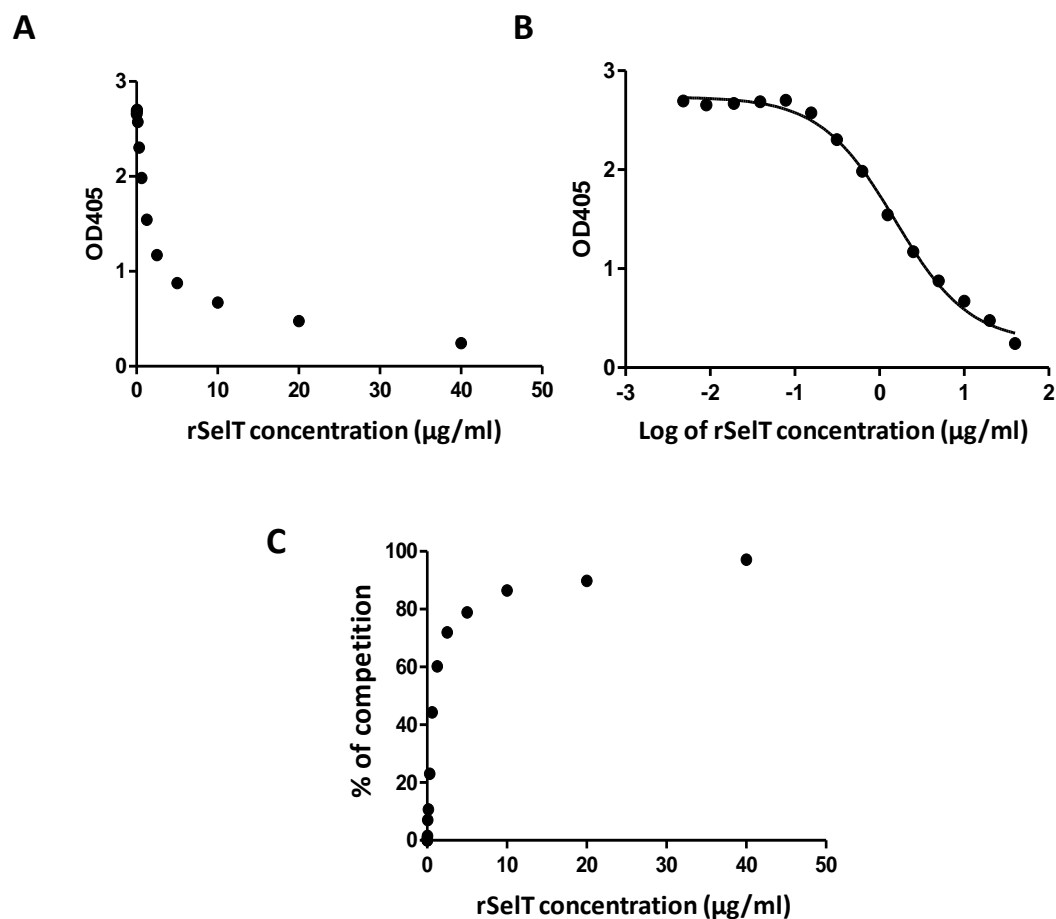 A
B
3
2
1
0
OD405
0 10 20 30 40 50
rSelT concentration (µg/ml)
3
2
1
0
OD405
-3 -2 -1 0 1 2
Log of rSelT concentration (µg/ml)
C
100
80
60
40
20
0
% of competition
0 10 20 30 40 50
rSelT concentration (µg/ml)